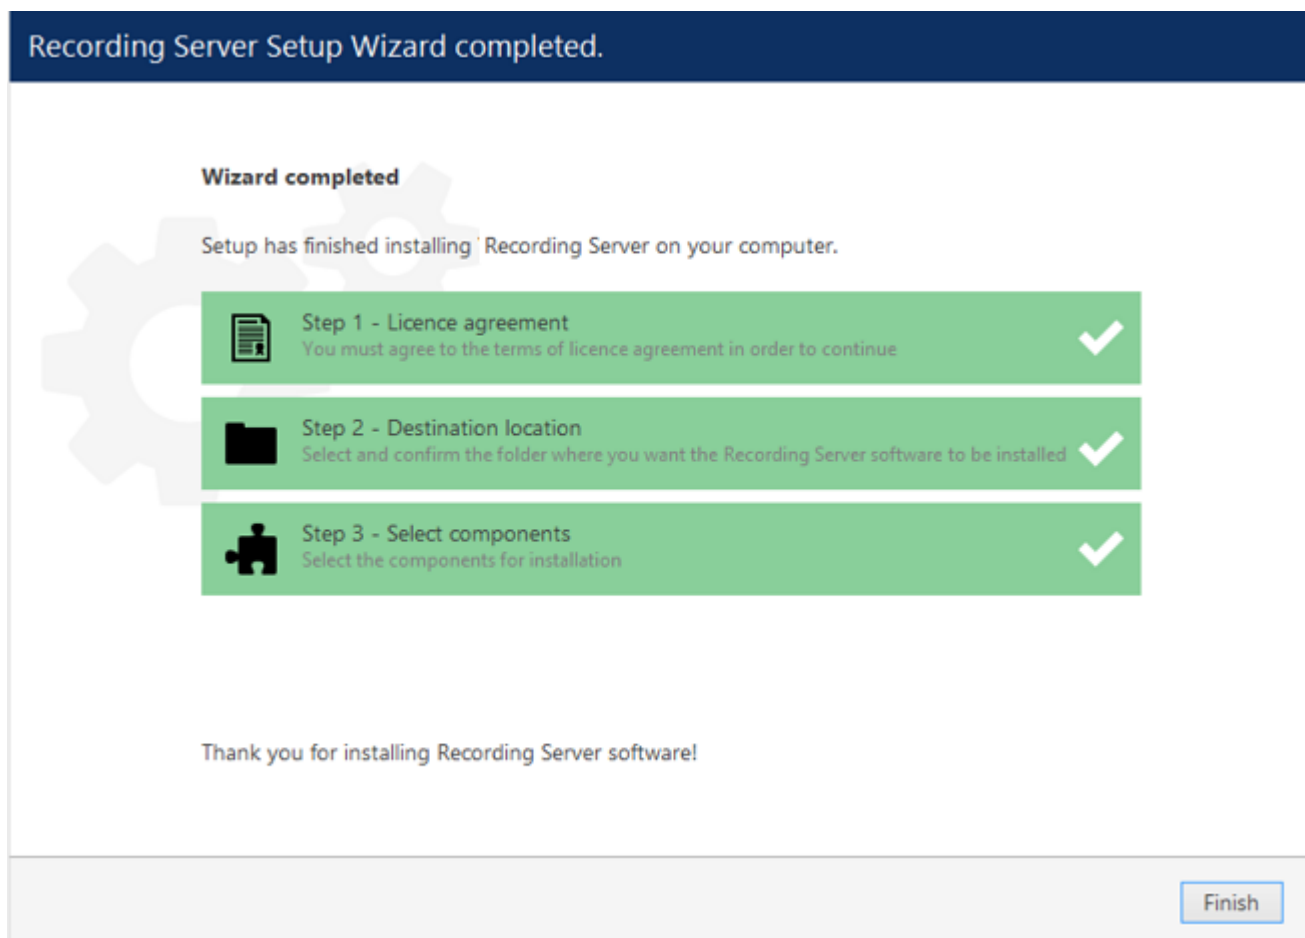 Recording Server Setup Wizard completed.
Wizard completed
Setup has finished installing Recording Server on your computer.
Step 1 - Licence agreement
You must agree to the terms of licence agreement in order to continue
Step 2 - Destination location
Select and confirm the folder where you want the Recording Server software to be installed
Step 3 - Select components
Select the components for installation
Thank you for installing Recording Server software!
Finish